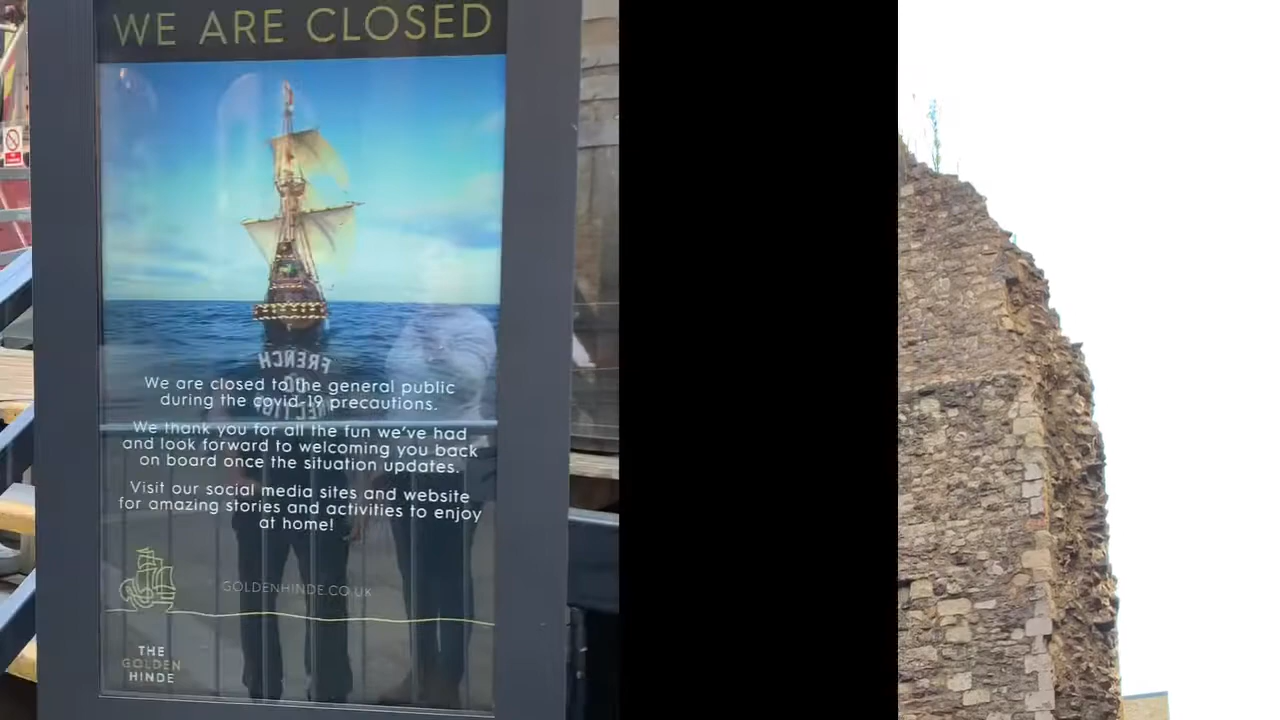 WE ARE CLOSED
FRENCH
We are closed to the general public
during the covid-19 precautions.
We thank you for all the fun we've had
and look forward to welcoming you back
on board once the situation updates.
Visit our social media sites and website
for amazing stories and activities to enjoy
at home!
GOLDENHINDE.CO.UK
THE
GOLDEN
HINDE